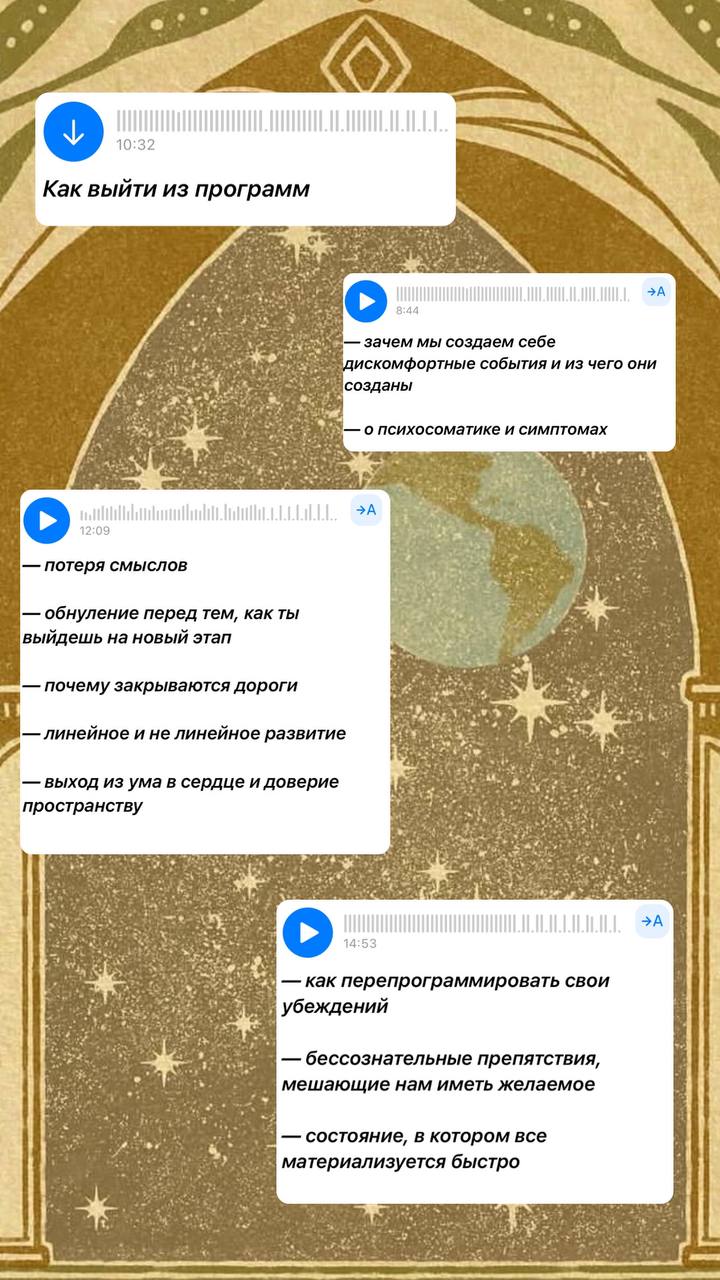 10:32
Как выйти из программ
→A
8:44
— зачем мы создаем себе
дискомфортные события и из чего они
созданы
— о психосоматике и симптомах
→A
12:09
— потеря смыслов
— обнуление перед тем, как ты
выйдешь на новый этап
— почему закрываются дороги
— линейное и не линейное развитие
— выход из ума в сердце и доверие
пространству
→A
14:53
— как перепрограммировать свои
убеждений
— бессознательные препятствия,
мешающие нам иметь желаемое
— состояние, в котором все
материализуется быстро